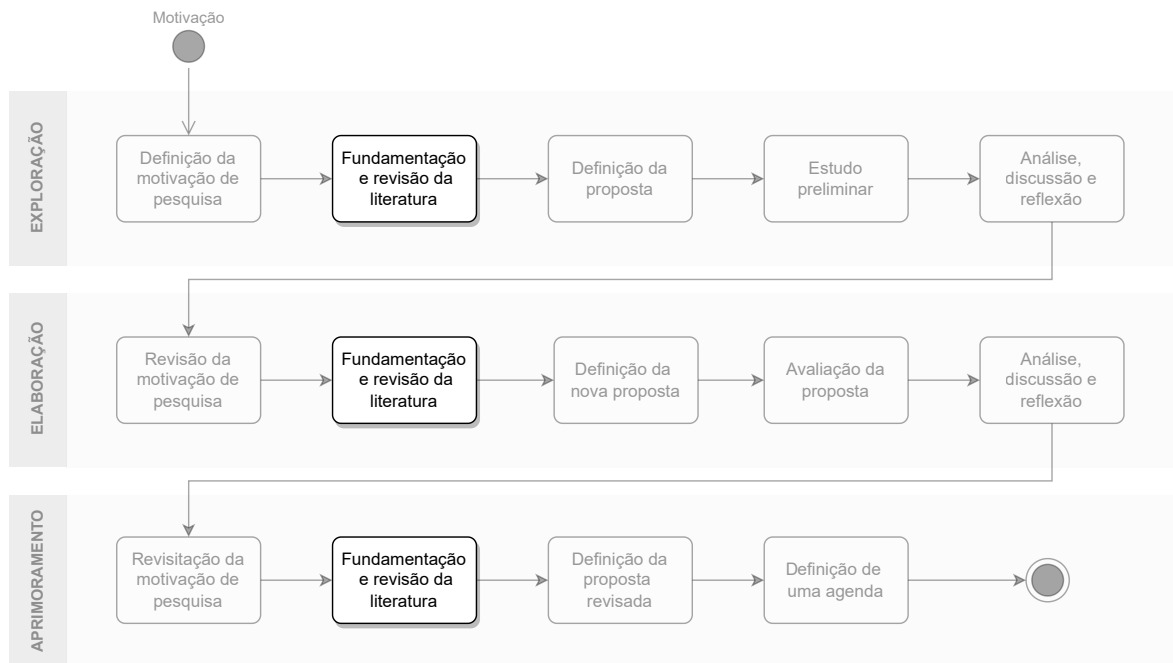 Motivação
EXPLORAÇÃO
Definição da
motivação de
pesquisa
Fundamentação
e revisão da
literatura
Definição da
proposta
Estudo
preliminar
Análise,
discussão e
reflexão
ELABORAÇÃO
Revisão da
motivação de
pesquisa
Fundamentação
e revisão da
literatura
Definição da
nova proposta
Avaliação da
proposta
Análise,
discussão e
reflexão
APRIMORAMENTO
Revisitação da
motivação de
pesquisa
Fundamentação
e revisão da
literatura
Definição da
proposta
revisada
Definição de
uma agenda